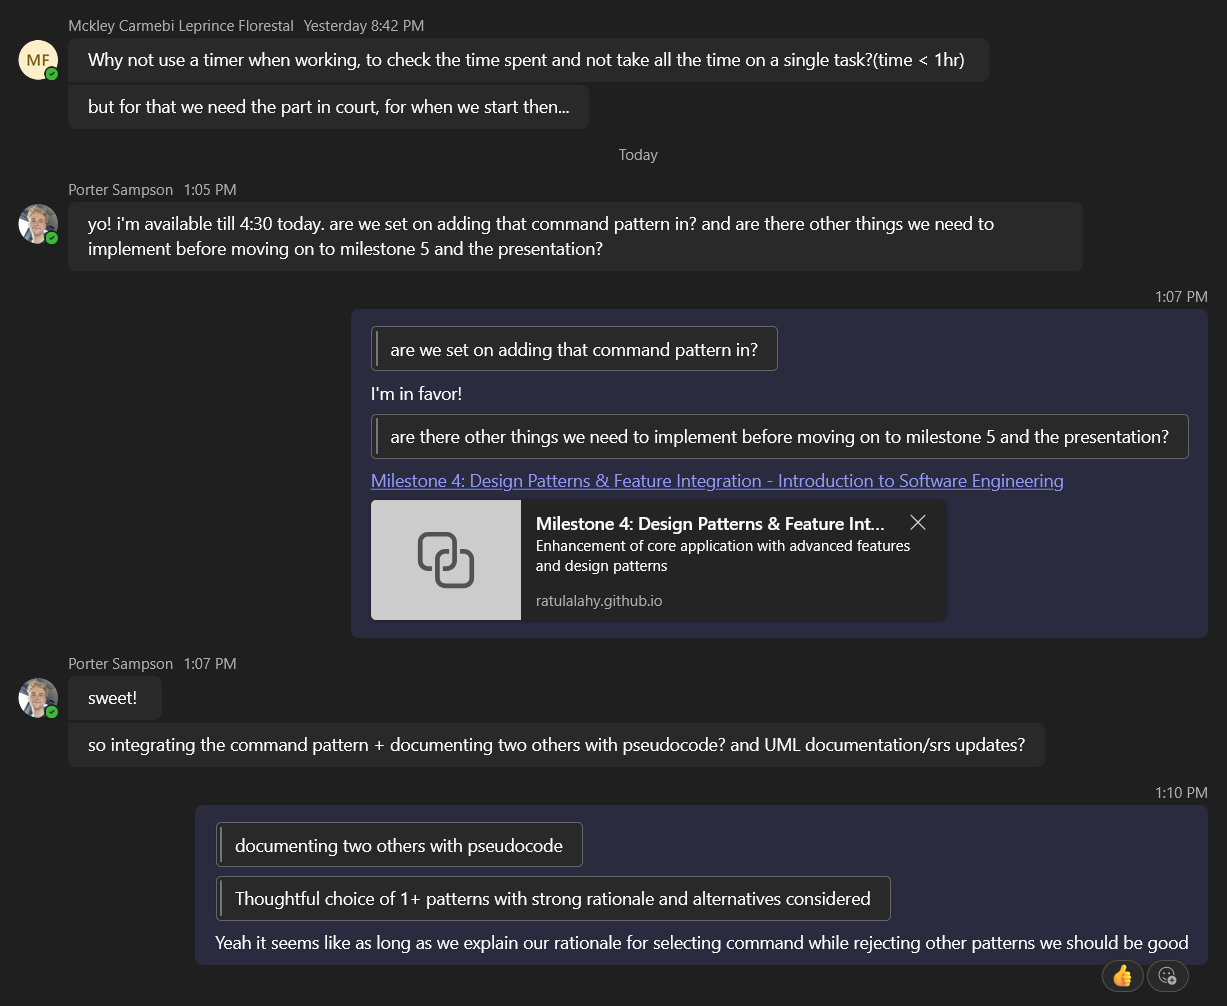 Mckley Carmebi Leprince Florestal Yesterday 8:42 PM
MF
Why not use a timer when working, to check the time spent and not take all the time on a single task?(time < 1hr)
but for that we need the part in court, for when we start then...
Today
Porter Sampson 1:05 PM
yo! i'm available till 4:30 today. are we set on adding that command pattern in? and are there other things we need to
implement before moving on to milestone 5 and the presentation?
1:07 PM
are we set on adding that command pattern in?
I'm in favor!
are there other things we need to implement before moving on to milestone 5 and the presentation?
Milestone 4: Design Patterns & Feature Integration - Introduction to Software Engineering
Milestone 4: Design Patterns & Feature Int...
Enhancement of core application with advanced features
and design patterns
ratulalahy.github.io
Porter Sampson 1:07 PM
sweet!
so integrating the command pattern + documenting two others with pseudocode? and UML documentation/srs updates?
1:10 PM
documenting two others with pseudocode
Thoughtful choice of 1+ patterns with strong rationale and alternatives considered
Yeah it seems like as long as we explain our rationale for selecting command while rejecting other patterns we should be good